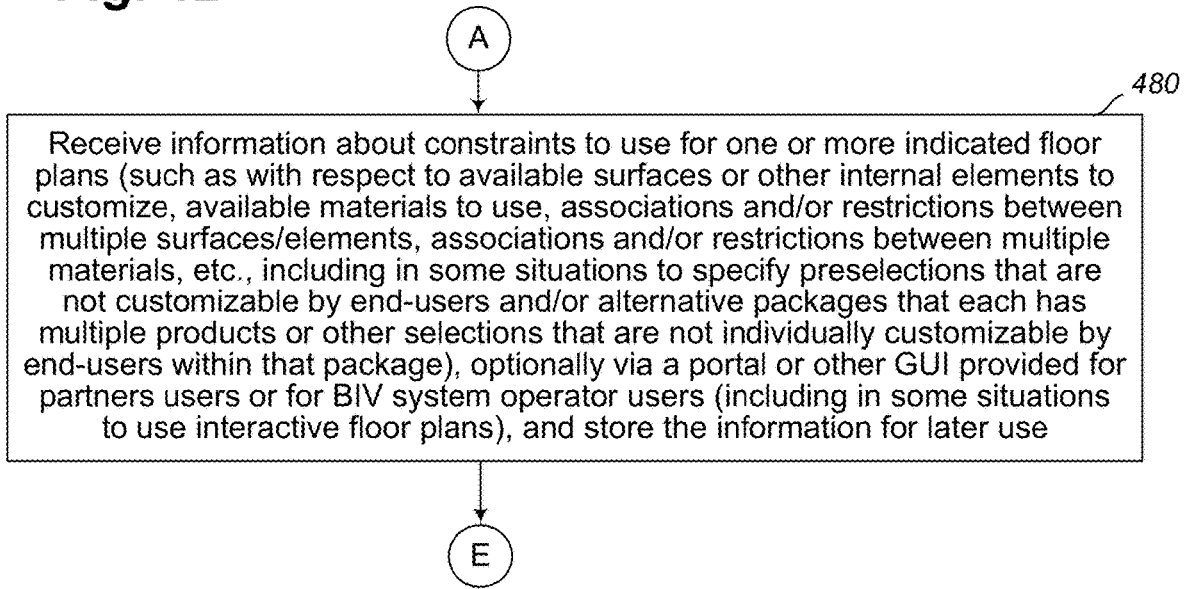 A
480
Receive information about constraints to use for one or more indicated floor
plans (such as with respect to available surfaces or other internal elements to
customize, available materials to use, associations and/or restrictions between
multiple surfaces/elements, associations and/or restrictions between multiple
materials, etc., including in some situations to specify preselections that are
not customizable by end-users and/or alternative packages that each has
multiple products or other selections that are not individually customizable by
end-users within that package), optionally via a portal or other GUI provided for
partners users or for BIV system operator users (including in some situations
to use interactive floor plans), and store the information for later use
E